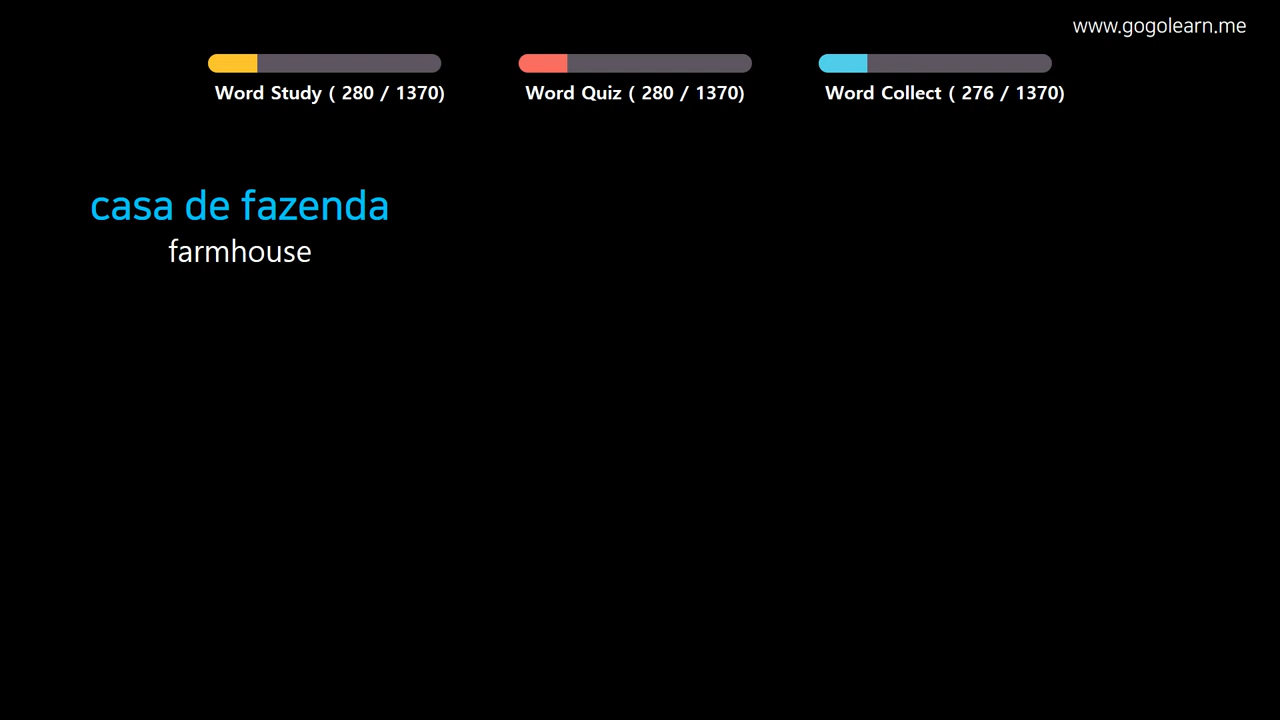 www.gogolearn.me
Word Study ( 280 / 1370)
Word Quiz ( 280 / 1370)
Word Collect ( 276 / 1370)
casa de fazenda
farmhouse